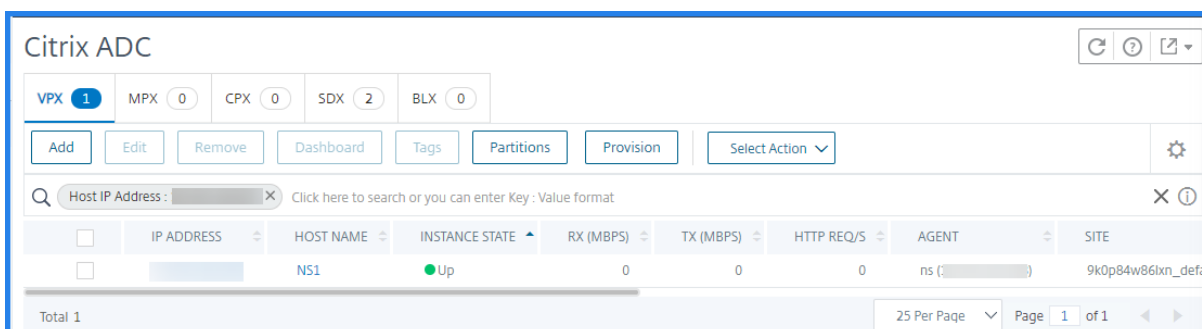 Citrix ADC
VPX 1 MPX 0 CPX 0 SDX 2 BLX 0
Add Edit Remove Dashboard Tags Partitions Provision Select Action
Host IP Address : Click here to search or you can enter Key : Value format
IP ADDRESS HOST NAME INSTANCE STATE RX (MBPS) TX (MBPS) HTTP REQ/S AGENT SITE
NS1 Up 0 0 0 ns ( ) 9k0p84w86lxn_defa
Total 1 25 Per Page Page 1 of 1